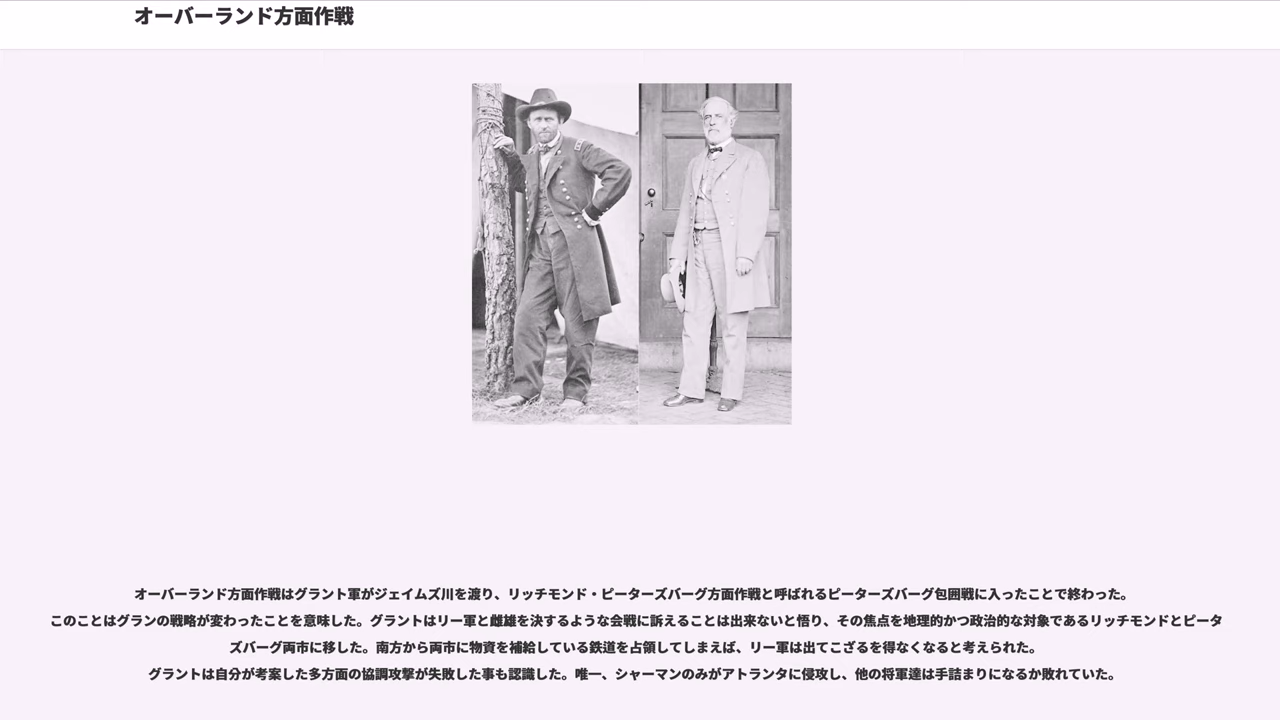 オーバーランド方面作戦
オーバーランド方面作戦はグラント軍がジェイムズ川を渡り、リッチモンド・ピーターズバーグ方面作戦と呼ばれるピーターズバーグ包囲戦に入ったことで終わった。
このことはグランの戦略が変わったことを意味した。グラントはリー軍と雌雄を決するような会戦に訴えることは出来ないと悟り、その焦点を地理的かつ政治的な対象であるリッチモンドとピータ
ズバーグ両市に移した。南方から両市に物資を補給している鉄道を占領してしまえば、リー軍は出てこざるを得なくなると考えられた。
グラントは自分が考案した多方面の協調攻撃が失敗した事も認識した。唯一、シャーマンのみがアトランタに侵攻し、他の将軍達は手詰まりになるか敗れていた。